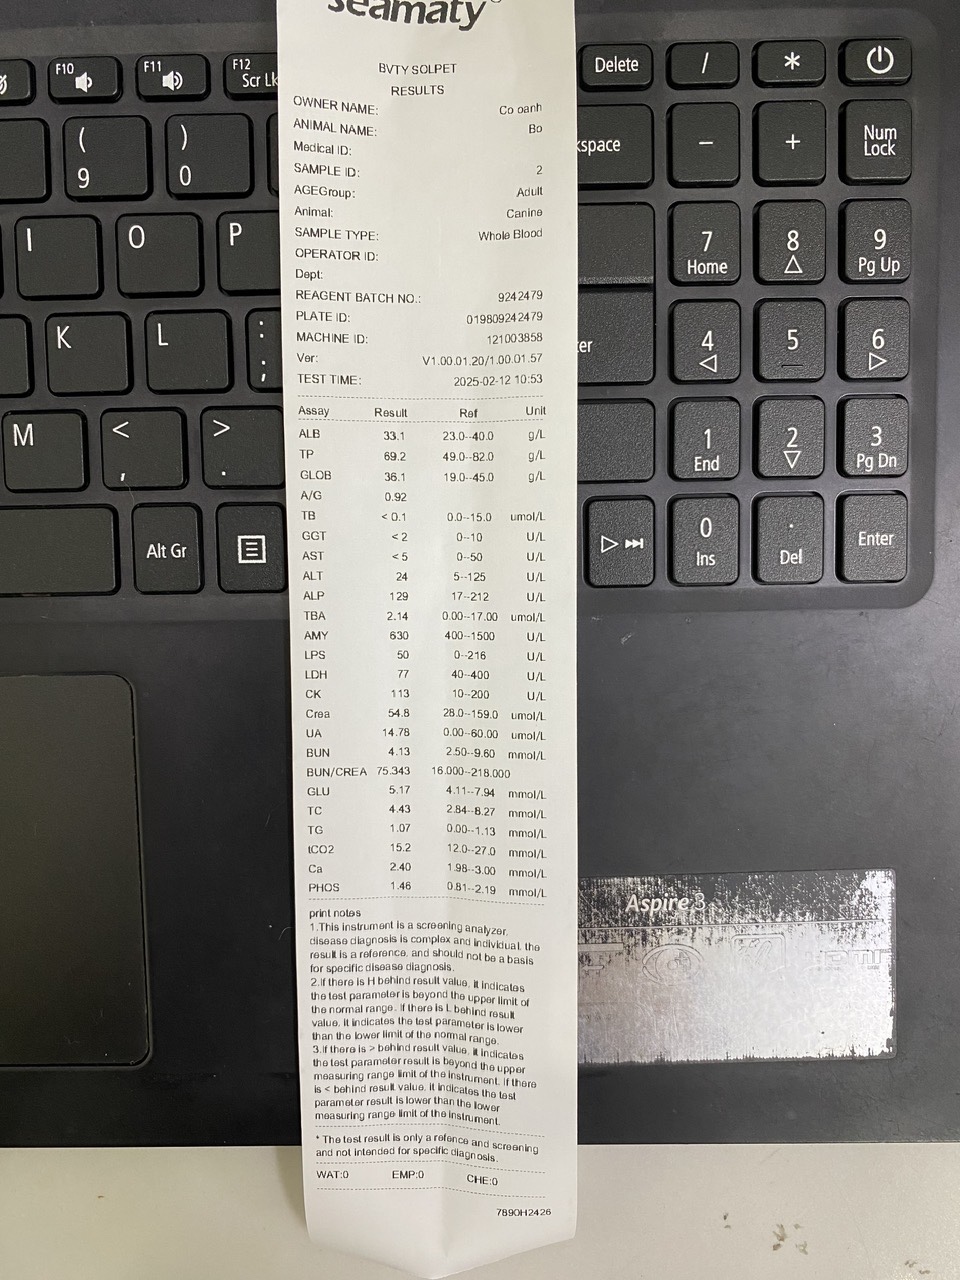 seamaty
BVTY SOLPET
RESULTS
OWNER NAME: Co oanh
ANIMAL NAME: Bo
Medical ID:
SAMPLE ID: 2
AGEGroup: Adult
Animal: Canine
SAMPLE TYPE: Whole Blood
OPERATOR ID:
Dept:
REAGENT BATCH NO.: 9242479
PLATE ID: 019809242479
MACHINE ID: 121003858
Ver: V1.00.01.20/1.00.01.57
TEST TIME: 2025-02-12 10:53
Assay Result Ref Unit
ALB 33.1 23.0--40.0 g/L
TP 69.2 49.0--82.0 g/L
GLOB 36.1 19.0--45.0 g/L
A/G 0.92
TB < 0.1 0.0--15.0 umol/L
GGT < 2 0--10 U/L
AST < 5 0--50 U/L
ALT 24 5--125 U/L
ALP 129 17--212 U/L
TBA 2.14 0.00--17.00 umol/L
AMY 630 400--1500 U/L
LPS 50 0--216 U/L
LDH 77 40--400 U/L
CK 113 10--200 U/L
Crea 54.8 28.0--159.0 umol/L
UA 14.78 0.00--60.00 umol/L
BUN 4.13 2.50--9.60 mmol/L
BUN/CREA 75.343 16.000--218.000
GLU 5.17 4.11--7.94 mmol/L
TC 4.43 2.84--8.27 mmol/L
TG 1.07 0.00--1.13 mmol/L
tCO2 15.2 12.0--27.0 mmol/L
Ca 2.40 1.98--3.00 mmol/L
PHOS 1.46 0.81--2.19 mmol/L
print notes
1.This instrument is a screening analyzer,
disease diagnosis is complex and individual, the
result is a reference, and should not be a basis
for specific disease diagnosis.
2.If there is H behind result value, it indicates
the test parameter is beyond the upper limit of
the normal range. If there is L behind result
value, it indicates the test parameter is lower
than the lower limit of the normal range.
3.If there is > behind result value, it indicates
the test parameter result is beyond the upper
measuring range limit of the instrument. If there
is < behind result value, it indicates the test
parameter result is lower than the lower
measuring range limit of the instrument.
* The test result is only a refence and screening
and not intended for specific diagnosis.
WAT:0 EMP:0 CHE:0
7890H2426
F10
F11
F12
Scr Lk
Delete
/
*
(
9
)
0
kspace
-
+
Num
Lock
I
O
P
7
Home
8
9
Pg Up
K
L
:
;
ter
4
5
6
M
<
,
>
.
1
End
2
3
Pg Dn
Alt Gr
0
Ins
.
Del
Enter
Aspire 3